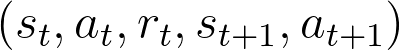 (s_t, a_t, r_t, s_{t+1}, a_{t+1})